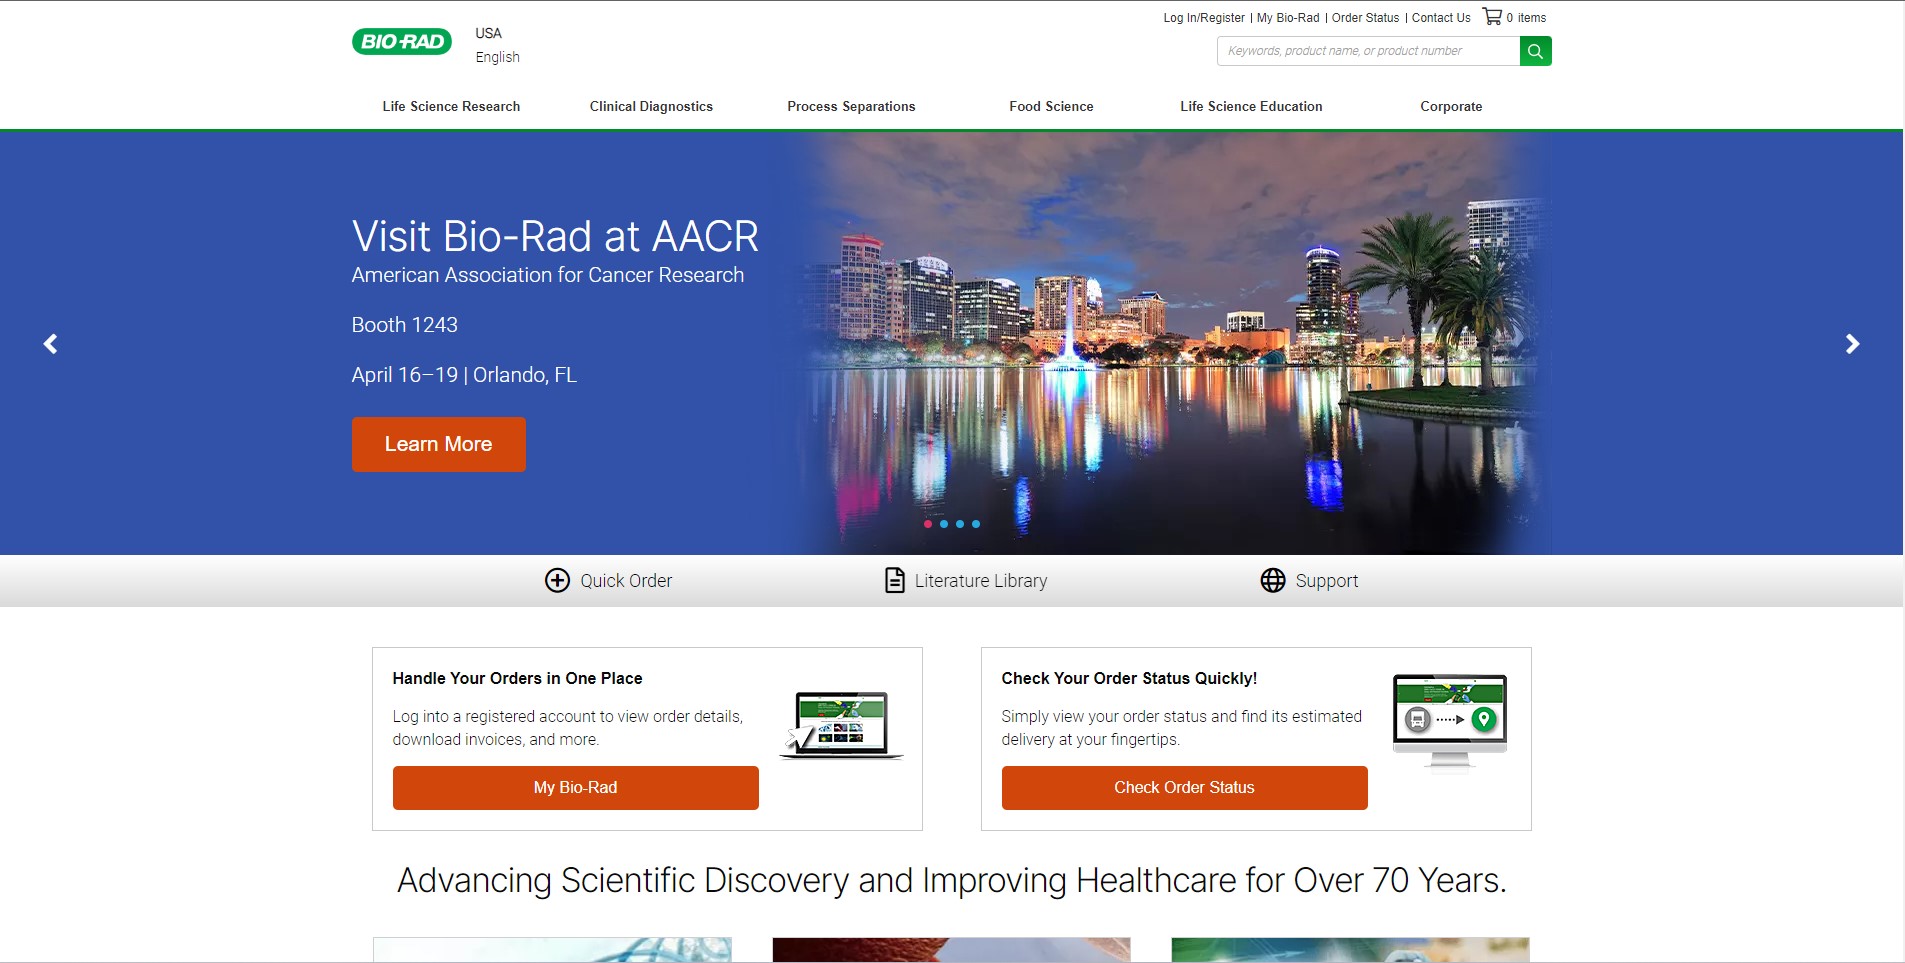 BIO-RAD
USA
English
Log In/Register | My Bio-Rad | Order Status | Contact Us 0 items
Keywords, product name, or product number
Life Science Research Clinical Diagnostics Process Separations Food Science Life Science Education Corporate
Visit Bio-Rad at AACR
American Association for Cancer Research
Booth 1243
April 16–19 | Orlando, FL
Learn More
Quick Order Literature Library Support
Handle Your Orders in One Place
Log into a registered account to view order details,
download invoices, and more.
My Bio-Rad
Check Your Order Status Quickly!
Simply view your order status and find its estimated
delivery at your fingertips.
Check Order Status
Advancing Scientific Discovery and Improving Healthcare for Over 70 Years.